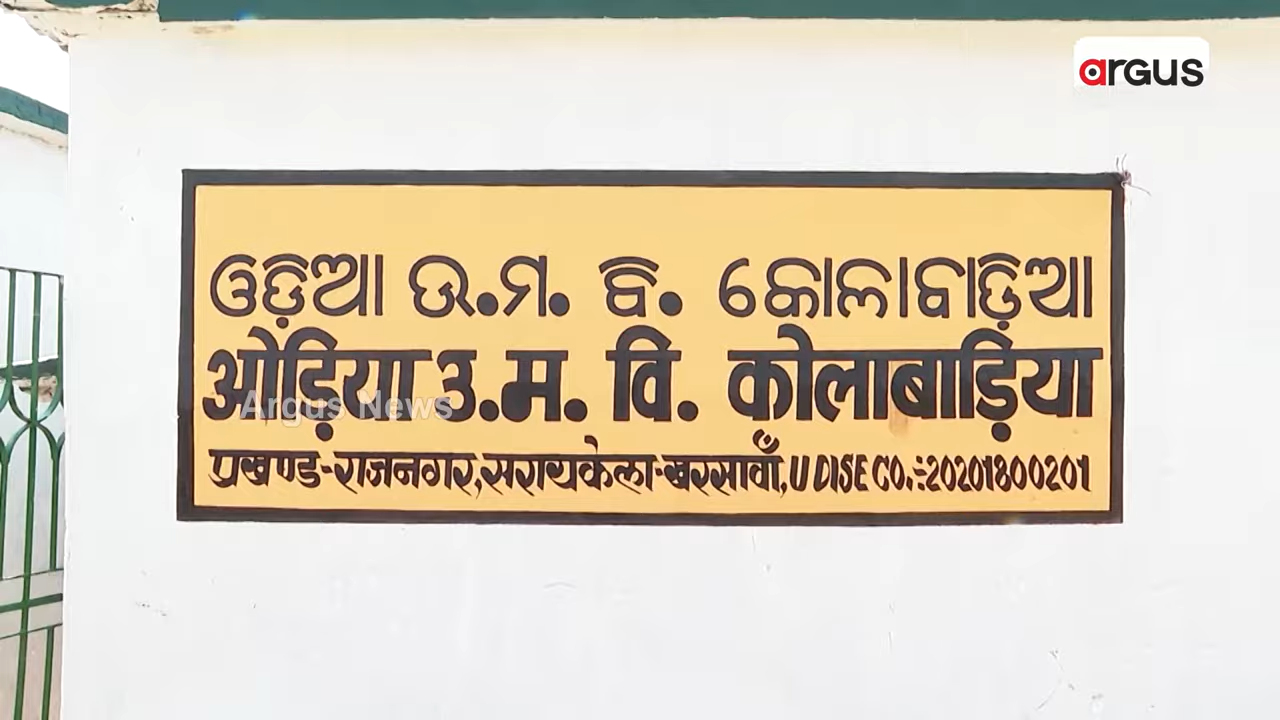 argus
ଓଡ଼ିଆ ଉ.ମ. ବି. କୋଲାବାଡ଼ିଆ
ओड़िया उ.म. वि. कोलाबाड़िया
Argus News
प्रखण्ड-राजनगर,सरायकेला-खरसावाँ,U DISE CO.:-20201800201